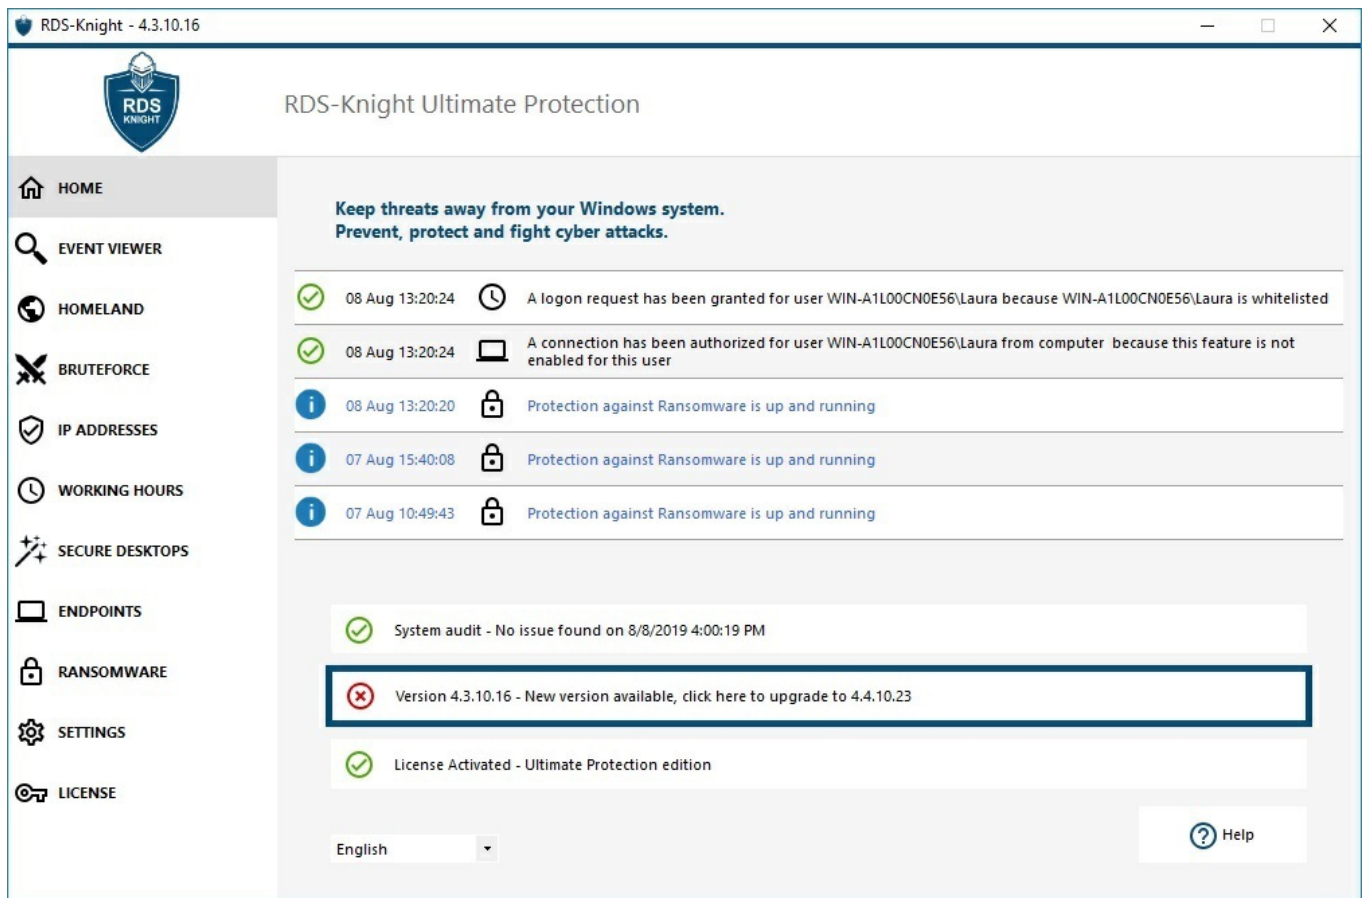 RDS-Knight - 4.3.10.16
RDS
KNIGHT
RDS-Knight Ultimate Protection
HOME
EVENT VIEWER
HOMELAND
BRUTEFORCE
IP ADDRESSES
WORKING HOURS
SECURE DESKTOPS
ENDPOINTS
RANSOMWARE
SETTINGS
LICENSE
Keep threats away from your Windows system.
Prevent, protect and fight cyber attacks.
08 Aug 13:20:24 A logon request has been granted for user WIN-A1L00CN0E56\Laura because WIN-A1L00CN0E56\Laura is whitelisted
08 Aug 13:20:24 A connection has been authorized for user WIN-A1L00CN0E56\Laura from computer  because this feature is not
enabled for this user
08 Aug 13:20:20 Protection against Ransomware is up and running
07 Aug 15:40:08 Protection against Ransomware is up and running
07 Aug 10:49:43 Protection against Ransomware is up and running
System audit - No issue found on 8/8/2019 4:00:19 PM
Version 4.3.10.16 - New version available, click here to upgrade to 4.4.10.23
License Activated - Ultimate Protection edition
English
Help